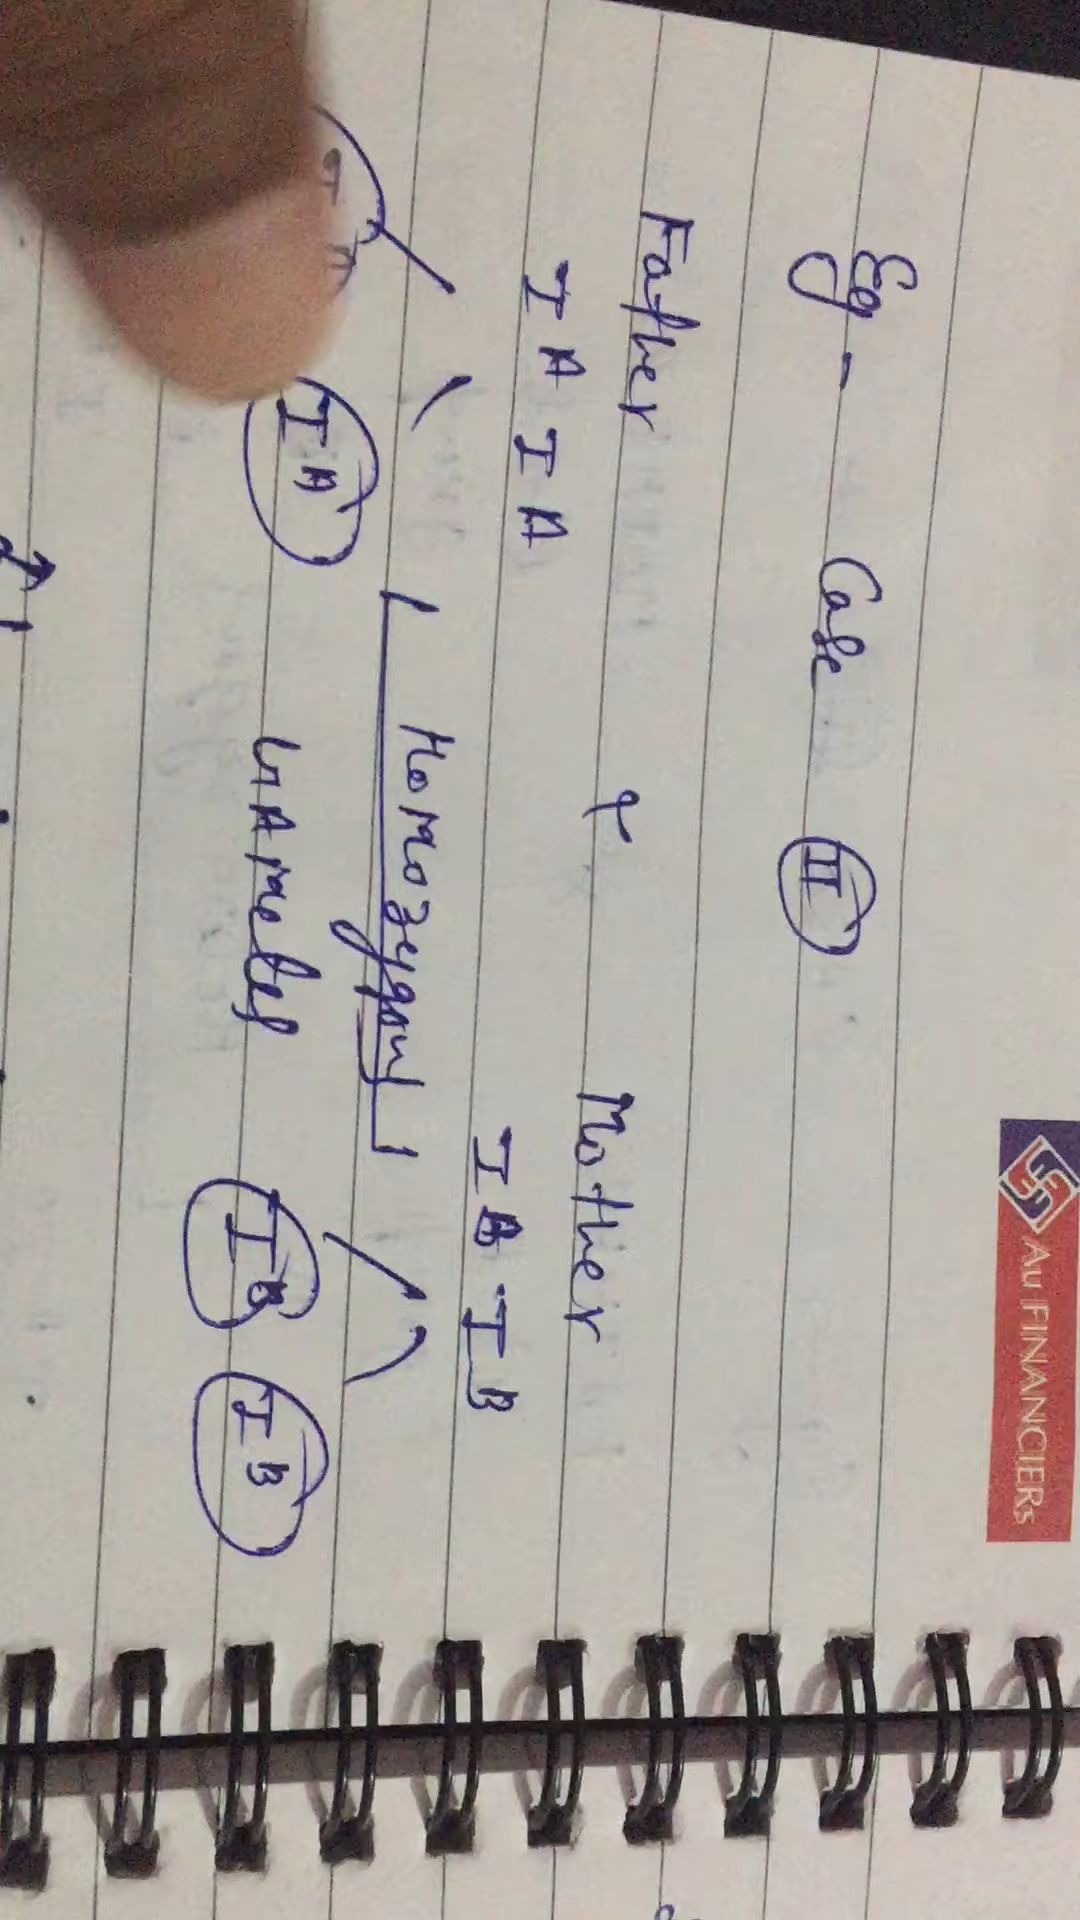 Au FINANCIERs
Eg - Case II
Father x Mother
IA IA IB IB
Homozygous
IA GAmetes IB IB